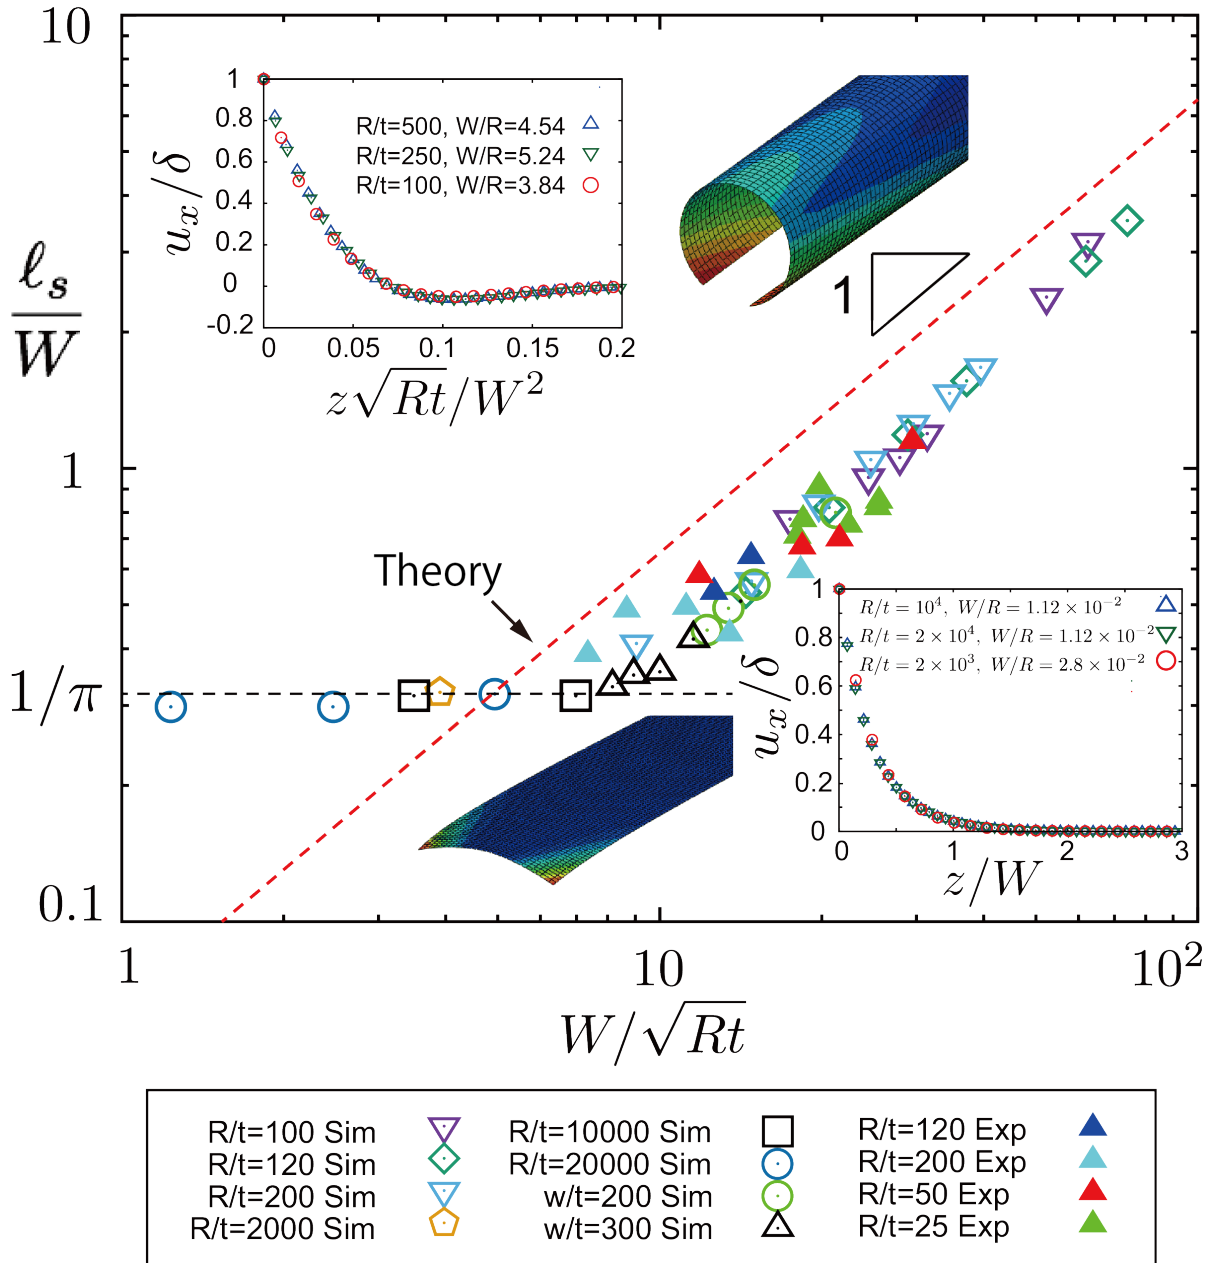 10
1
1/π
0.1
ℓ_s/W
1
10
10²
W/√Rt
Theory
1
u_x/δ
1
0.8
0.6
0.4
0.2
0
-0.2
0
0.05
0.1
0.15
0.2
z√Rt/W²
R/t=500, W/R=4.54
R/t=250, W/R=5.24
R/t=100, W/R=3.84
u_x/δ
1
0.8
0.6
0.4
0.2
0
0
1
2
3
z/W
R/t = 10⁴, W/R = 1.12 × 10⁻²
R/t = 2 × 10⁴, W/R = 1.12 × 10⁻²
R/t = 2 × 10³, W/R = 2.8 × 10⁻²
R/t=100 Sim
R/t=120 Sim
R/t=200 Sim
R/t=2000 Sim
R/t=10000 Sim
R/t=20000 Sim
w/t=200 Sim
w/t=300 Sim
R/t=120 Exp
R/t=200 Exp
R/t=50 Exp
R/t=25 Exp